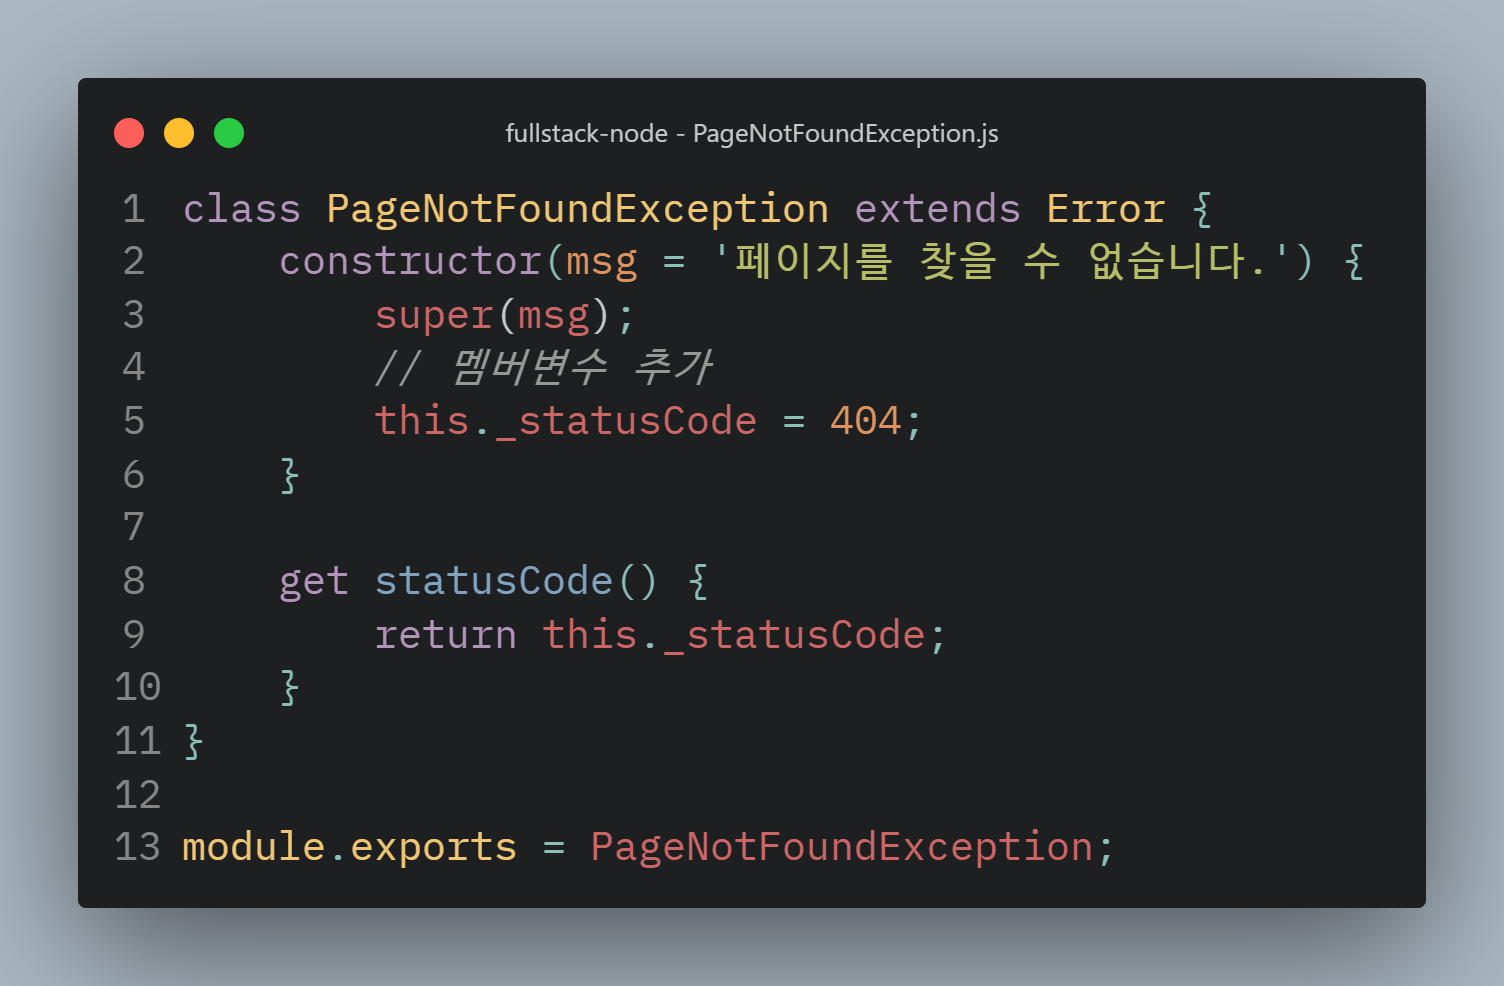 fullstack-node - PageNotFoundException.js
1 class PageNotFoundException extends Error {
2     constructor(msg = '페이지를 찾을 수 없습니다.') {
3         super(msg);
4         // 멤버변수 추가
5         this._statusCode = 404;
6     }
7
8     get statusCode() {
9         return this._statusCode;
10     }
11 }
12
13 module.exports = PageNotFoundException;